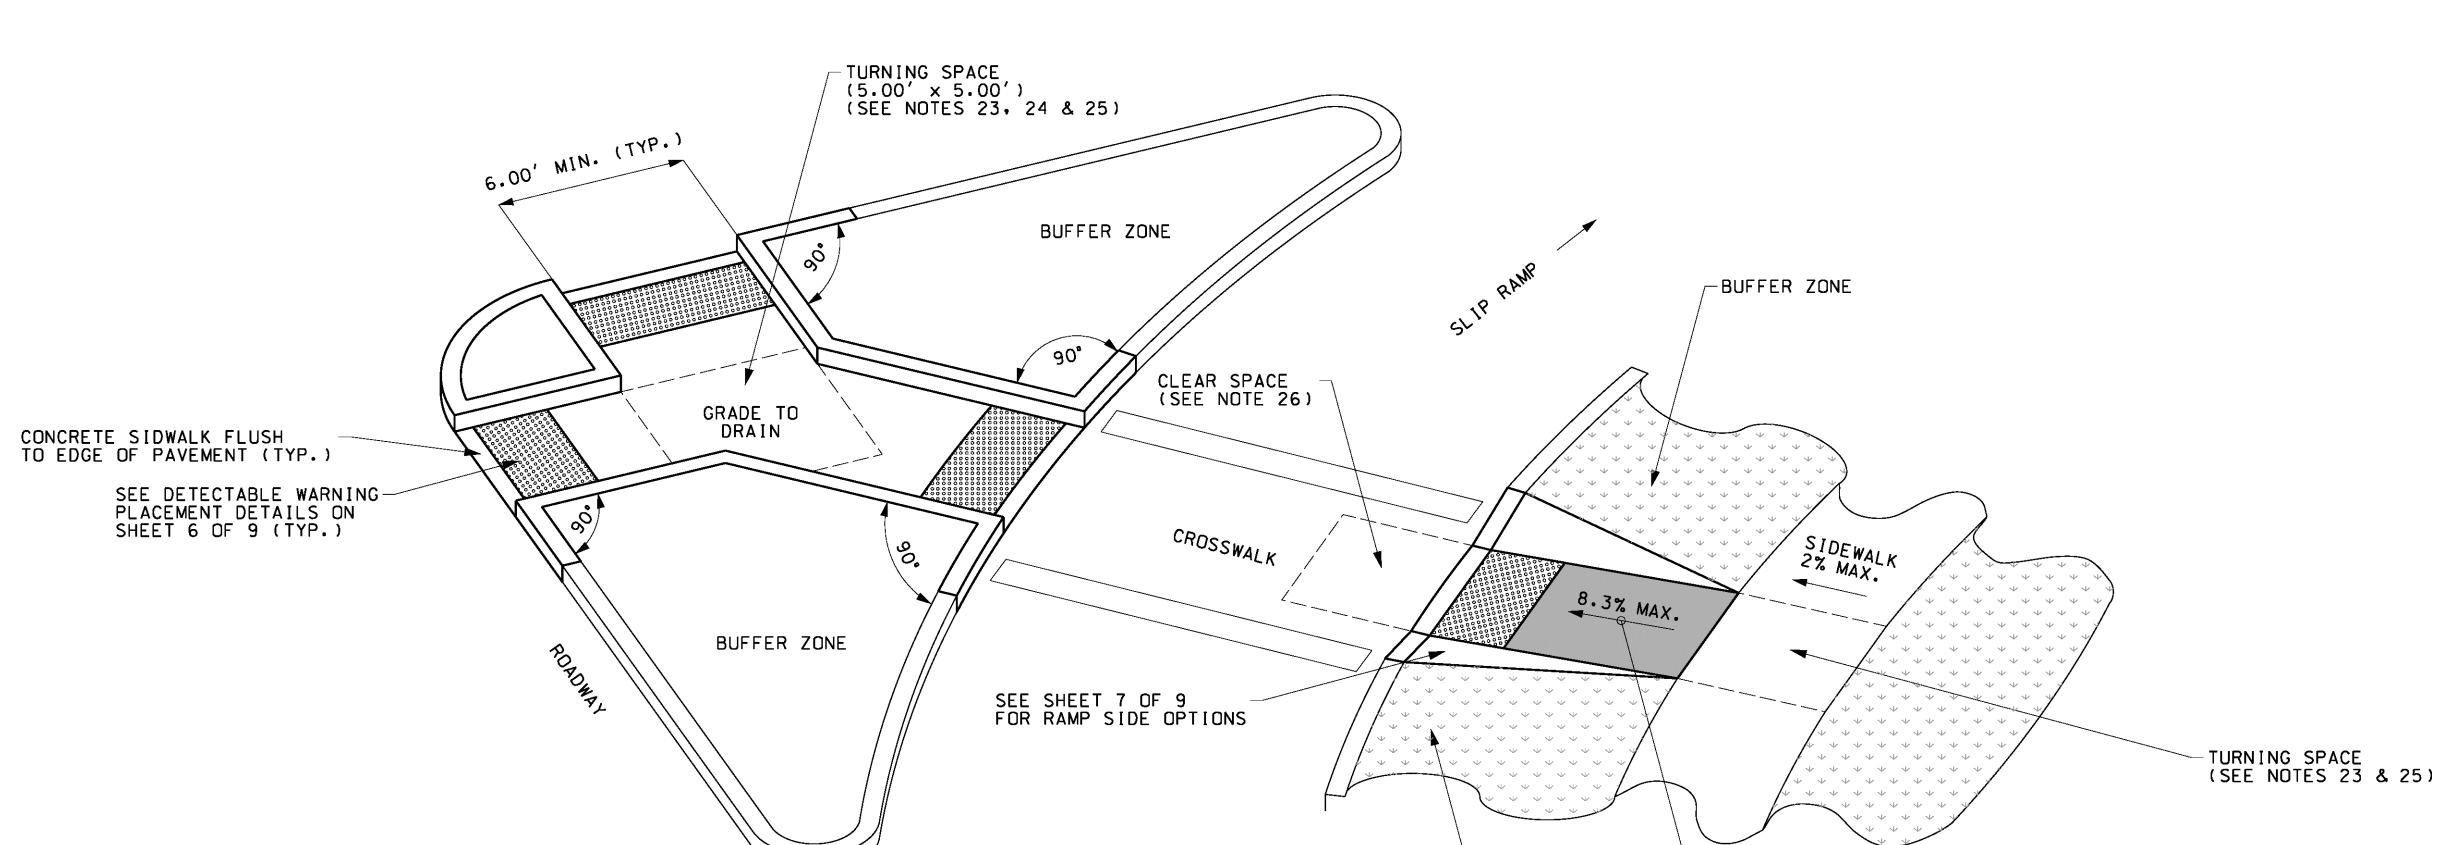 TURNING SPACE
(5.00' x 5.00')
(SEE NOTES 23, 24 & 25)
6.00' MIN. (TYP.)
90°
BUFFER ZONE
SLIP RAMP
BUFFER ZONE
90°
CLEAR SPACE
(SEE NOTE 26)
GRADE TO
DRAIN
CONCRETE SIDWALK FLUSH
TO EDGE OF PAVEMENT (TYP.)
SEE DETECTABLE WARNING
PLACEMENT DETAILS ON
SHEET 6 OF 9 (TYP.)
90°
90°
CROSSWALK
SIDEWALK
2% MAX.
8.3% MAX.
BUFFER ZONE
ROADWAY
SEE SHEET 7 OF 9
FOR RAMP SIDE OPTIONS
TURNING SPACE
(SEE NOTES 23 & 25)